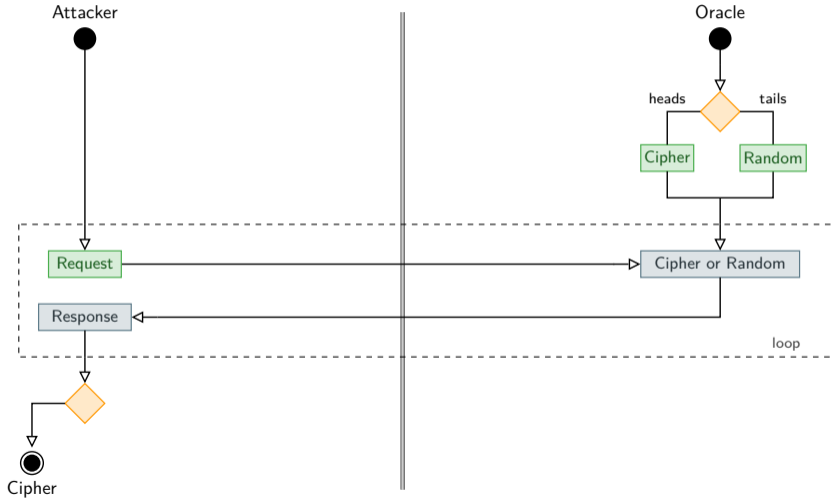 Attacker
Oracle
heads
tails
Cipher
Random
Request
Cipher or Random
Response
loop
Cipher